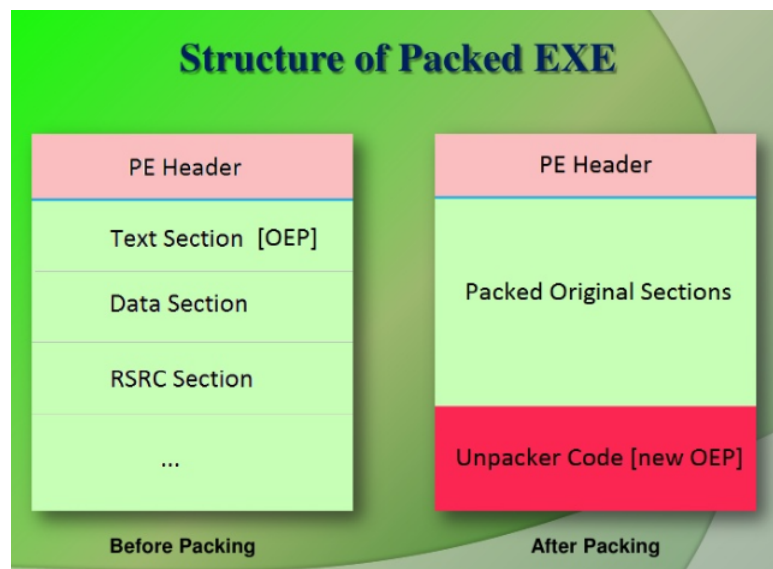 Structure of Packed EXE
PE Header
Text Section [OEP]
Data Section
RSRC Section
...
Before Packing
PE Header
Packed Original Sections
Unpacker Code [new OEP]
After Packing